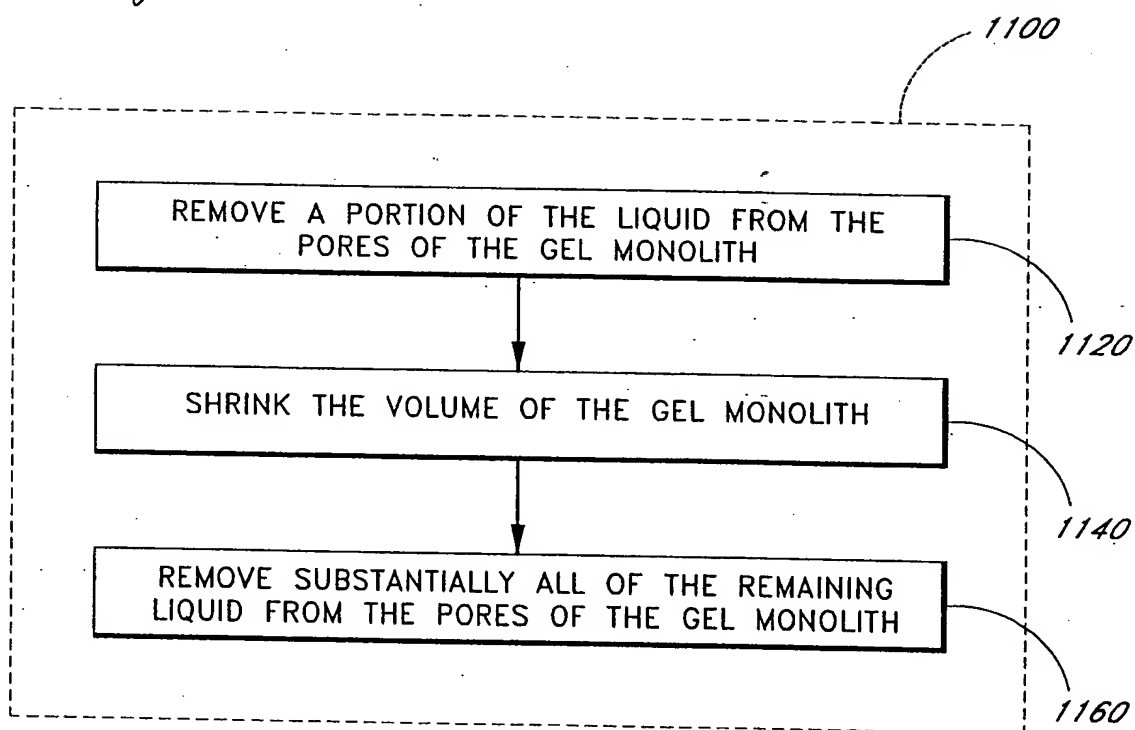 1100
REMOVE A PORTION OF THE LIQUID FROM THE
PORES OF THE GEL MONOLITH
1120
SHRINK THE VOLUME OF THE GEL MONOLITH
1140
REMOVE SUBSTANTIALLY ALL OF THE REMAINING
LIQUID FROM THE PORES OF THE GEL MONOLITH
1160